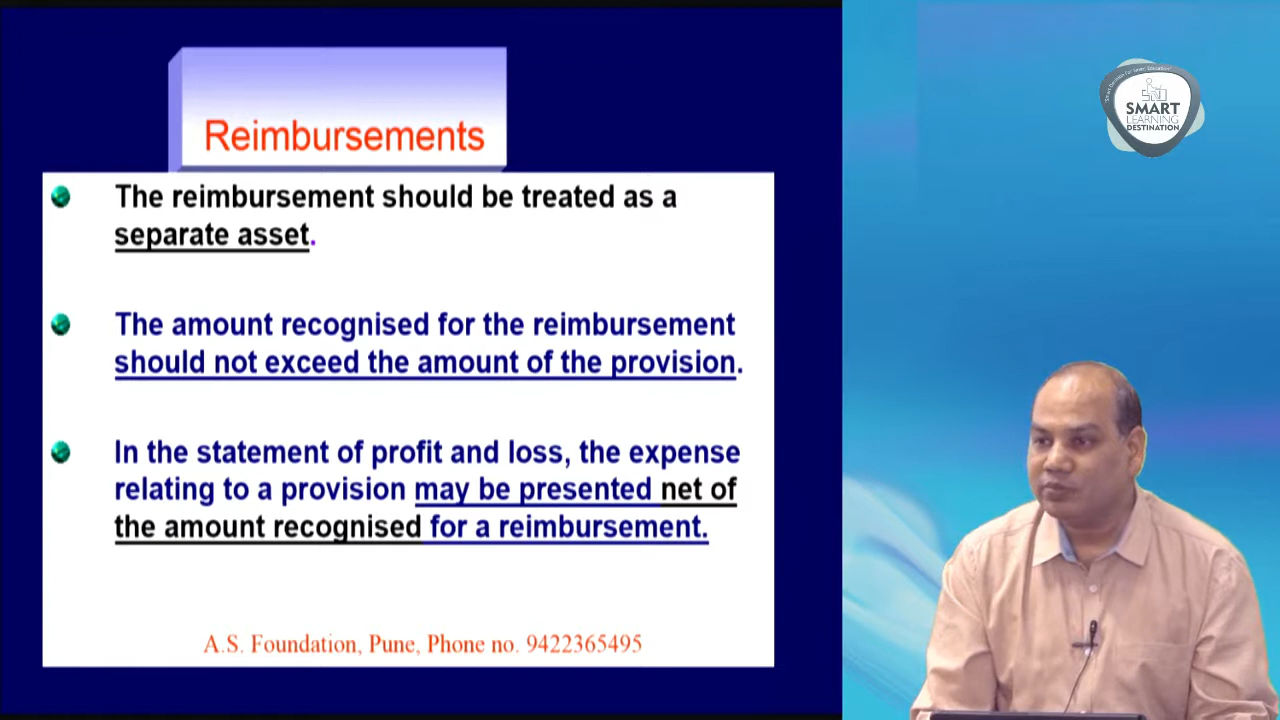 Reimbursements
The reimbursement should be treated as a
separate asset.
The amount recognised for the reimbursement
should not exceed the amount of the provision.
In the statement of profit and loss, the expense
relating to a provision may be presented net of
the amount recognised for a reimbursement.
A.S. Foundation, Pune, Phone no. 9422365495
SMART
LEARNING
DESTINATION